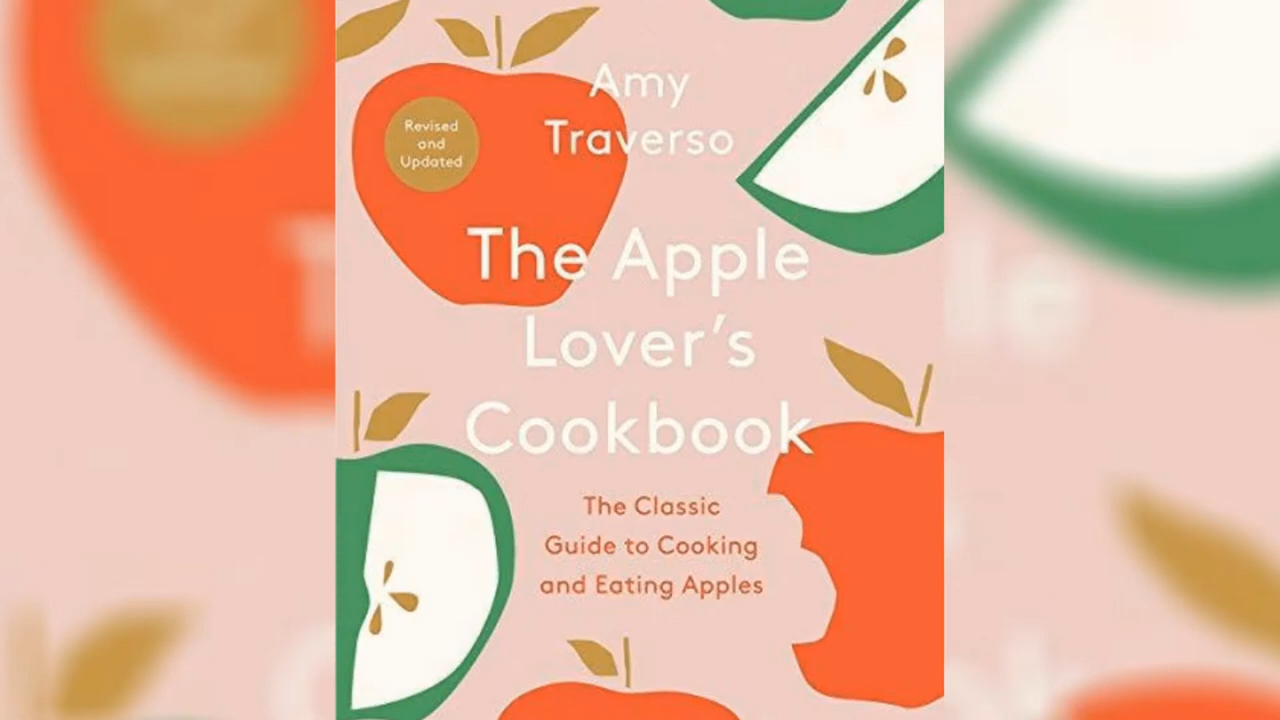 Amy
Traverso
Revised
and
Updated
The Apple
Lover's
Cookbook
The Classic
Guide to Cooking
and Eating Apples